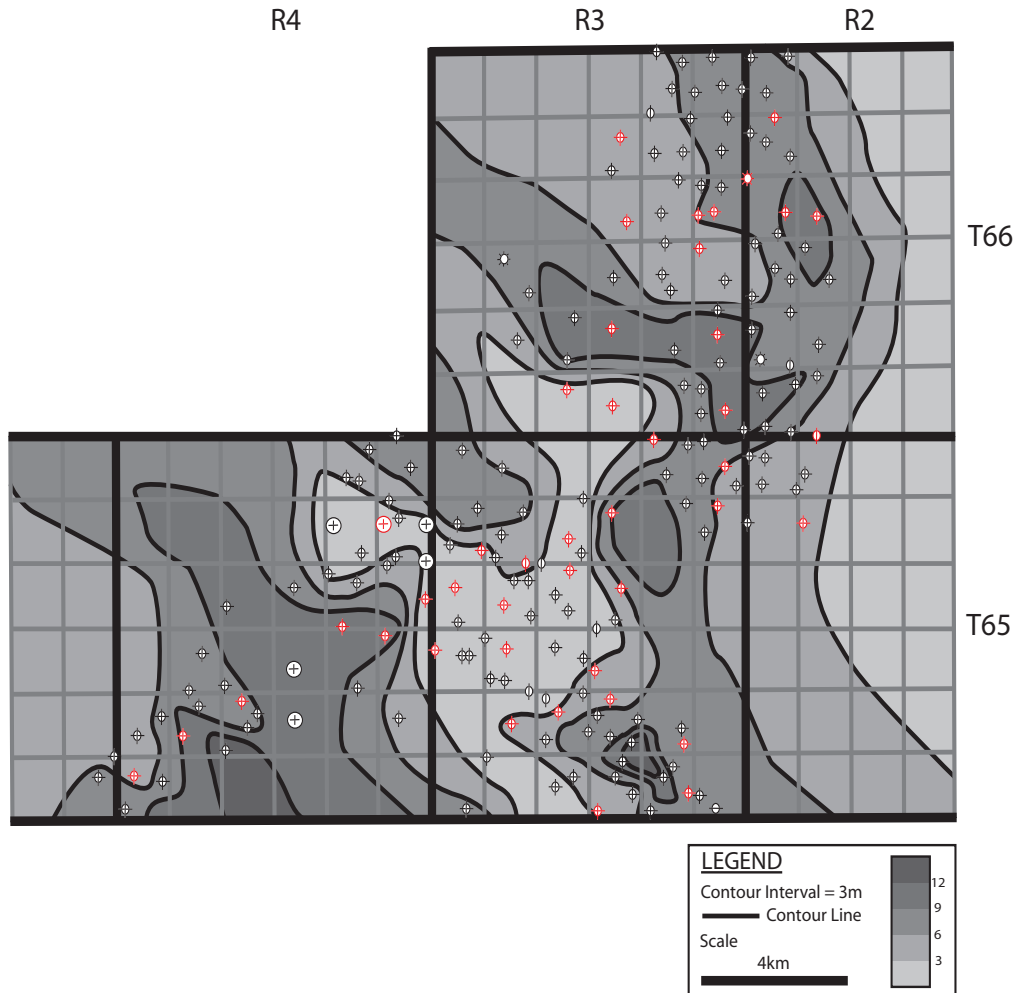 R4 R3 R2
T66
T65
LEGEND
Contour Interval = 3m
Contour Line
Scale
4km
12
9
6
3